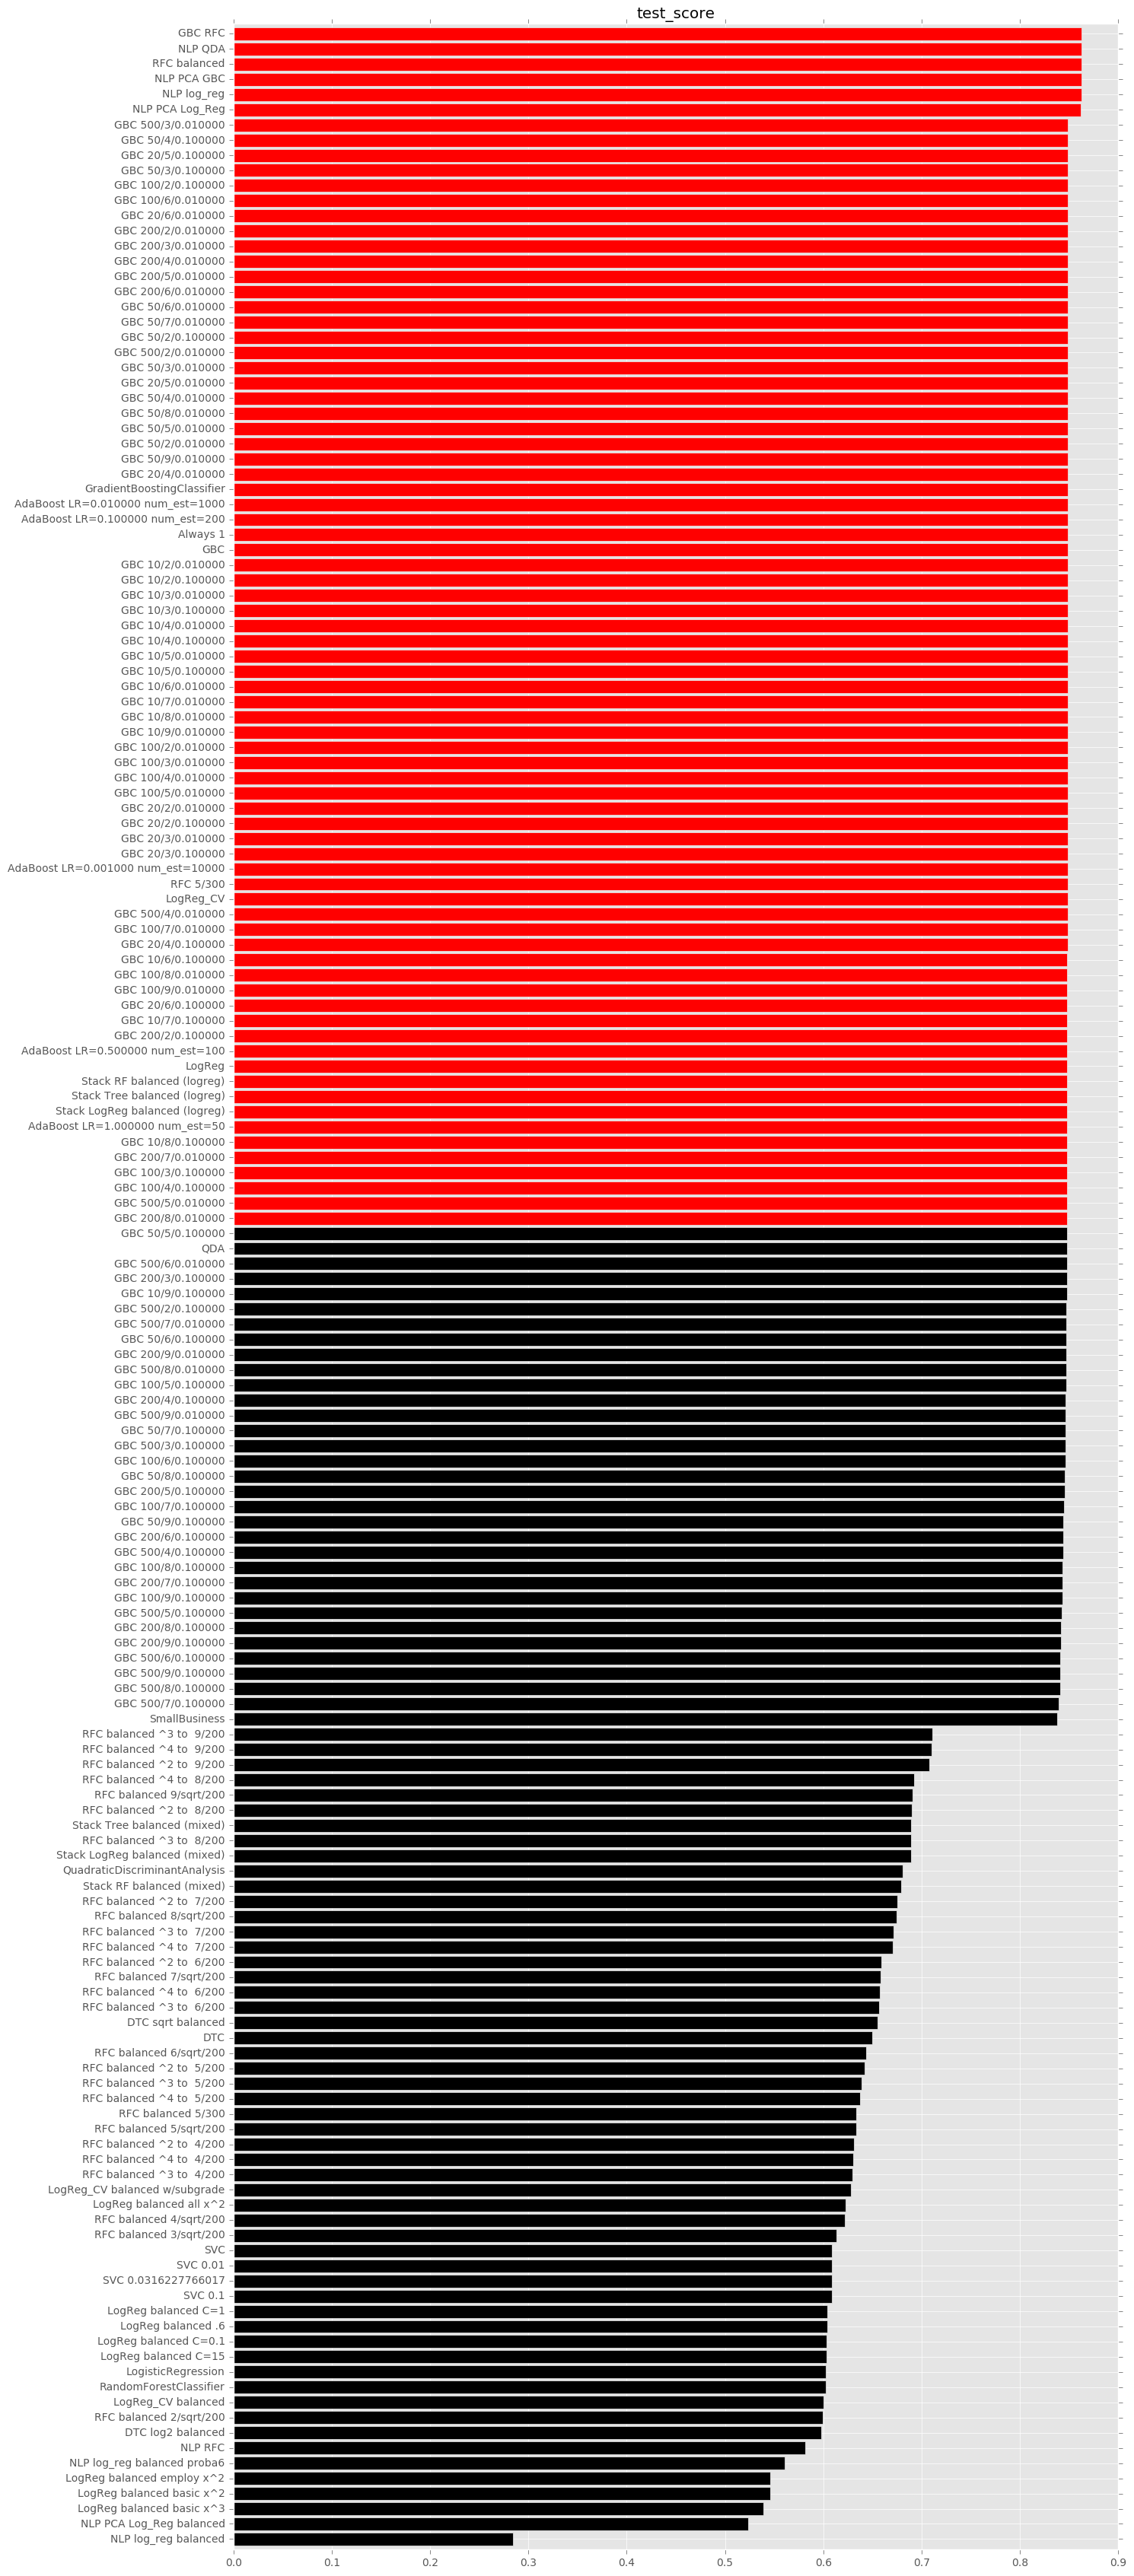 test_score
GBC RFC
NLP QDA
RFC balanced
NLP PCA GBC
NLP log_reg
NLP PCA Log_Reg
GBC 500/3/0.010000
GBC 50/4/0.100000
GBC 20/5/0.100000
GBC 50/3/0.100000
GBC 100/2/0.100000
GBC 100/6/0.010000
GBC 20/6/0.010000
GBC 200/2/0.010000
GBC 200/3/0.010000
GBC 200/4/0.010000
GBC 200/5/0.010000
GBC 200/6/0.010000
GBC 50/6/0.010000
GBC 50/7/0.010000
GBC 50/2/0.100000
GBC 500/2/0.010000
GBC 50/3/0.010000
GBC 20/5/0.010000
GBC 50/4/0.010000
GBC 50/8/0.010000
GBC 50/5/0.010000
GBC 50/2/0.010000
GBC 50/9/0.010000
GBC 20/4/0.010000
GradientBoostingClassifier
AdaBoost LR=0.010000 num_est=1000
AdaBoost LR=0.100000 num_est=200
Always 1
GBC
GBC 10/2/0.010000
GBC 10/2/0.100000
GBC 10/3/0.010000
GBC 10/3/0.100000
GBC 10/4/0.010000
GBC 10/4/0.100000
GBC 10/5/0.010000
GBC 10/5/0.100000
GBC 10/6/0.010000
GBC 10/7/0.010000
GBC 10/8/0.010000
GBC 10/9/0.010000
GBC 100/2/0.010000
GBC 100/3/0.010000
GBC 100/4/0.010000
GBC 100/5/0.010000
GBC 20/2/0.010000
GBC 20/2/0.100000
GBC 20/3/0.010000
GBC 20/3/0.100000
AdaBoost LR=0.001000 num_est=10000
RFC 5/300
LogReg_CV
GBC 500/4/0.010000
GBC 100/7/0.010000
GBC 20/4/0.100000
GBC 10/6/0.100000
GBC 100/8/0.010000
GBC 100/9/0.010000
GBC 20/6/0.100000
GBC 10/7/0.100000
GBC 200/2/0.100000
AdaBoost LR=0.500000 num_est=100
LogReg
Stack RF balanced (logreg)
Stack Tree balanced (logreg)
Stack LogReg balanced (logreg)
AdaBoost LR=1.000000 num_est=50
GBC 10/8/0.100000
GBC 200/7/0.010000
GBC 100/3/0.100000
GBC 100/4/0.100000
GBC 500/5/0.010000
GBC 200/8/0.010000
GBC 50/5/0.100000
QDA
GBC 500/6/0.010000
GBC 200/3/0.100000
GBC 10/9/0.100000
GBC 500/2/0.100000
GBC 500/7/0.010000
GBC 50/6/0.100000
GBC 200/9/0.010000
GBC 500/8/0.010000
GBC 100/5/0.100000
GBC 200/4/0.100000
GBC 500/9/0.010000
GBC 50/7/0.100000
GBC 500/3/0.100000
GBC 100/6/0.100000
GBC 50/8/0.100000
GBC 200/5/0.100000
GBC 100/7/0.100000
GBC 50/9/0.100000
GBC 200/6/0.100000
GBC 500/4/0.100000
GBC 100/8/0.100000
GBC 200/7/0.100000
GBC 100/9/0.100000
GBC 500/5/0.100000
GBC 200/8/0.100000
GBC 200/9/0.100000
GBC 500/6/0.100000
GBC 500/9/0.100000
GBC 500/8/0.100000
GBC 500/7/0.100000
SmallBusiness
RFC balanced ^3 to 9/200
RFC balanced ^4 to 9/200
RFC balanced ^2 to 9/200
RFC balanced ^4 to 8/200
RFC balanced 9/sqrt/200
RFC balanced ^2 to 8/200
Stack Tree balanced (mixed)
RFC balanced ^3 to 8/200
Stack LogReg balanced (mixed)
QuadraticDiscriminantAnalysis
Stack RF balanced (mixed)
RFC balanced ^2 to 7/200
RFC balanced 8/sqrt/200
RFC balanced ^3 to 7/200
RFC balanced ^4 to 7/200
RFC balanced ^2 to 6/200
RFC balanced 7/sqrt/200
RFC balanced ^4 to 6/200
RFC balanced ^3 to 6/200
DTC sqrt balanced
DTC
RFC balanced 6/sqrt/200
RFC balanced ^2 to 5/200
RFC balanced ^3 to 5/200
RFC balanced ^4 to 5/200
RFC balanced 5/300
RFC balanced 5/sqrt/200
RFC balanced ^2 to 4/200
RFC balanced ^4 to 4/200
RFC balanced ^3 to 4/200
LogReg_CV balanced w/subgrade
LogReg balanced all x^2
RFC balanced 4/sqrt/200
RFC balanced 3/sqrt/200
SVC
SVC 0.01
SVC 0.0316227766017
SVC 0.1
LogReg balanced C=1
LogReg balanced .6
LogReg balanced C=0.1
LogReg balanced C=15
LogisticRegression
RandomForestClassifier
LogReg_CV balanced
RFC balanced 2/sqrt/200
DTC log2 balanced
NLP RFC
NLP log_reg balanced proba6
LogReg balanced employ x^2
LogReg balanced basic x^2
LogReg balanced basic x^3
NLP PCA Log_Reg balanced
NLP log_reg balanced
0.0 0.1 0.2 0.3 0.4 0.5 0.6 0.7 0.8 0.9